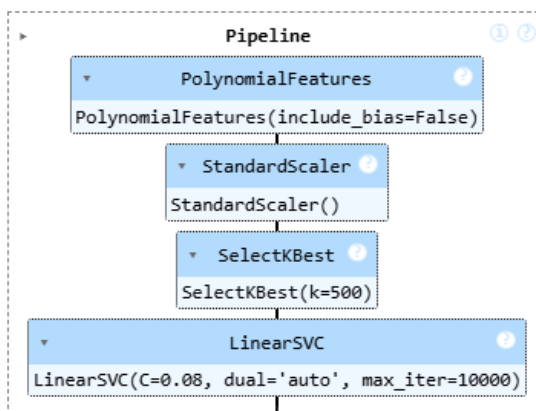 Pipeline
PolynomialFeatures
PolynomialFeatures(include_bias=False)
StandardScaler
StandardScaler()
SelectKBest
SelectKBest(k=500)
LinearSVC
LinearSVC(C=0.08, dual='auto', max_iter=10000)